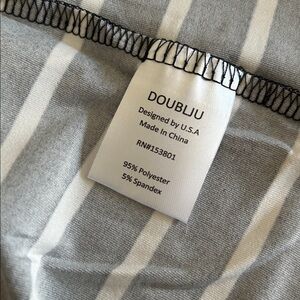 DOUBLJU
Designed by U.S.A
Made In China
RN#153801
95% Polyester
5% Spandex